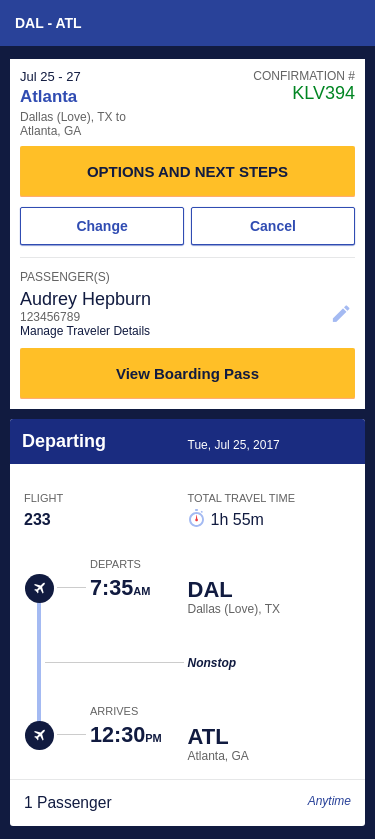 DAL - ATL
Jul 25 - 27
CONFIRMATION #
Atlanta
KLV394
Dallas (Love), TX to
Atlanta, GA
OPTIONS AND NEXT STEPS
Change
Cancel
PASSENGER(S)
Audrey Hepburn
123456789
Manage Traveler Details
View Boarding Pass
Departing
Tue, Jul 25, 2017
FLIGHT
TOTAL TRAVEL TIME
233
1h 55m
DEPARTS
7:35AM
DAL
Dallas (Love), TX
Nonstop
ARRIVES
12:30PM
ATL
Atlanta, GA
1 Passenger
Anytime